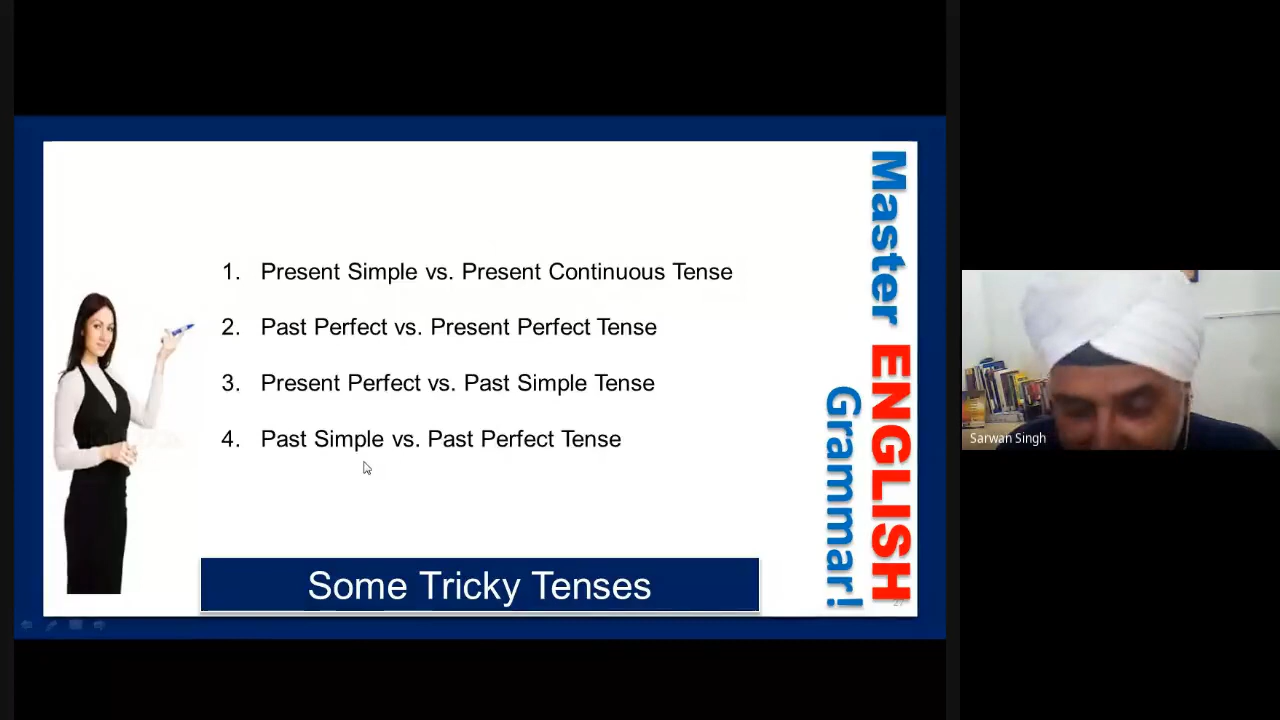 1. Present Simple vs. Present Continuous Tense
2. Past Perfect vs. Present Perfect Tense
3. Present Perfect vs. Past Simple Tense
4. Past Simple vs. Past Perfect Tense
Some Tricky Tenses
Master ENGLISH
Grammar!
Sarwan Singh